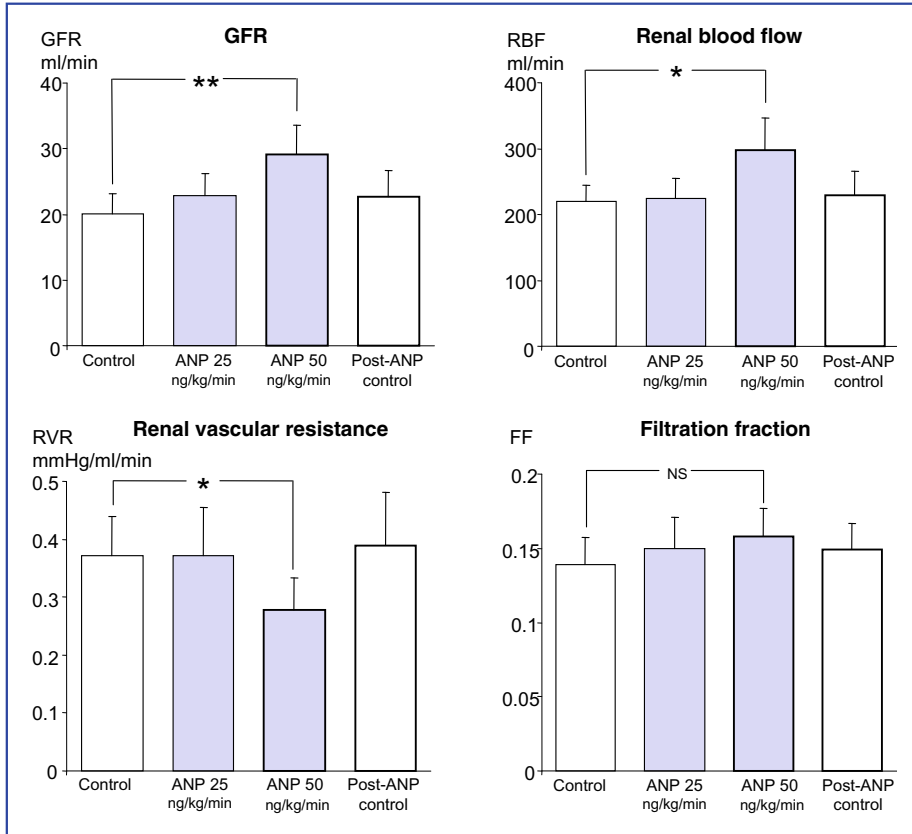 GFR
GFR
ml/min
**
40
30
20
10
0
Control
ANP 25
ng/kg/min
ANP 50
ng/kg/min
Post-ANP
control
Renal blood flow
RBF
ml/min
*
400
300
200
100
0
Control
ANP 25
ng/kg/min
ANP 50
ng/kg/min
Post-ANP
control
Renal vascular resistance
RVR
mmHg/ml/min
*
0.5
0.4
0.3
0.2
0.1
0
Control
ANP 25
ng/kg/min
ANP 50
ng/kg/min
Post-ANP
control
Filtration fraction
FF
NS
0.2
0.15
0.1
0.05
0
Control
ANP 25
ng/kg/min
ANP 50
ng/kg/min
Post-ANP
control